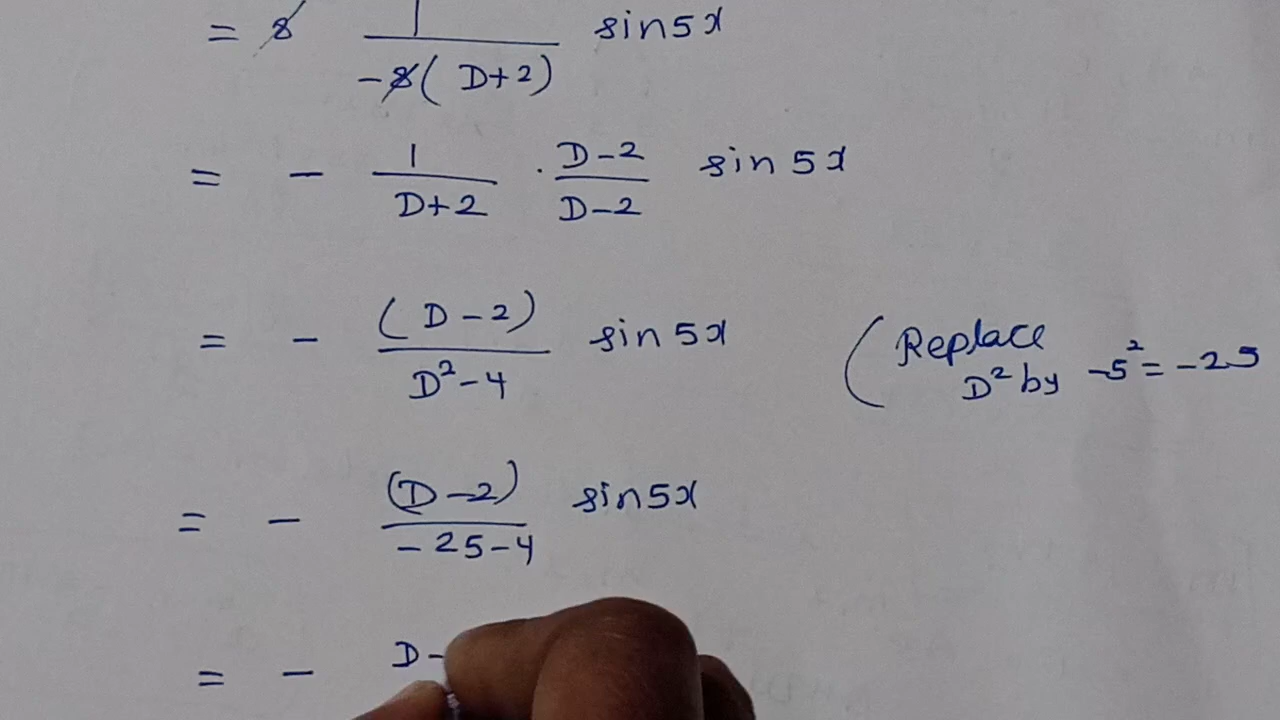 = 8 1/-8(D+2) sin5x
= - 1/D+2 · D-2/D-2 sin 5x
= - (D-2)/D²-4 sin 5x (Replace D² by -5² = -25
= - (D-2)/-25-4 sin5x
= - D-